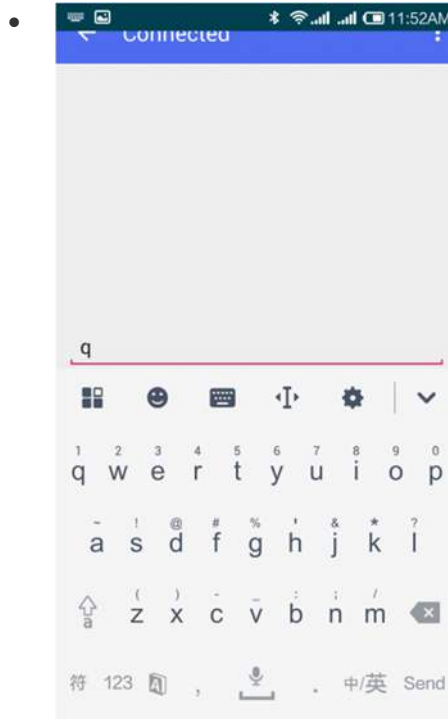 11:52AM
Connected
q
1 2 3 4 5 6 7 8 9 0
q w e r t y u i o p
~ ! @ # % ' & * ?
a s d f g h j k l
( ) - _ : ; /
a z x c v b n m
符 123 , . 中/英 Send